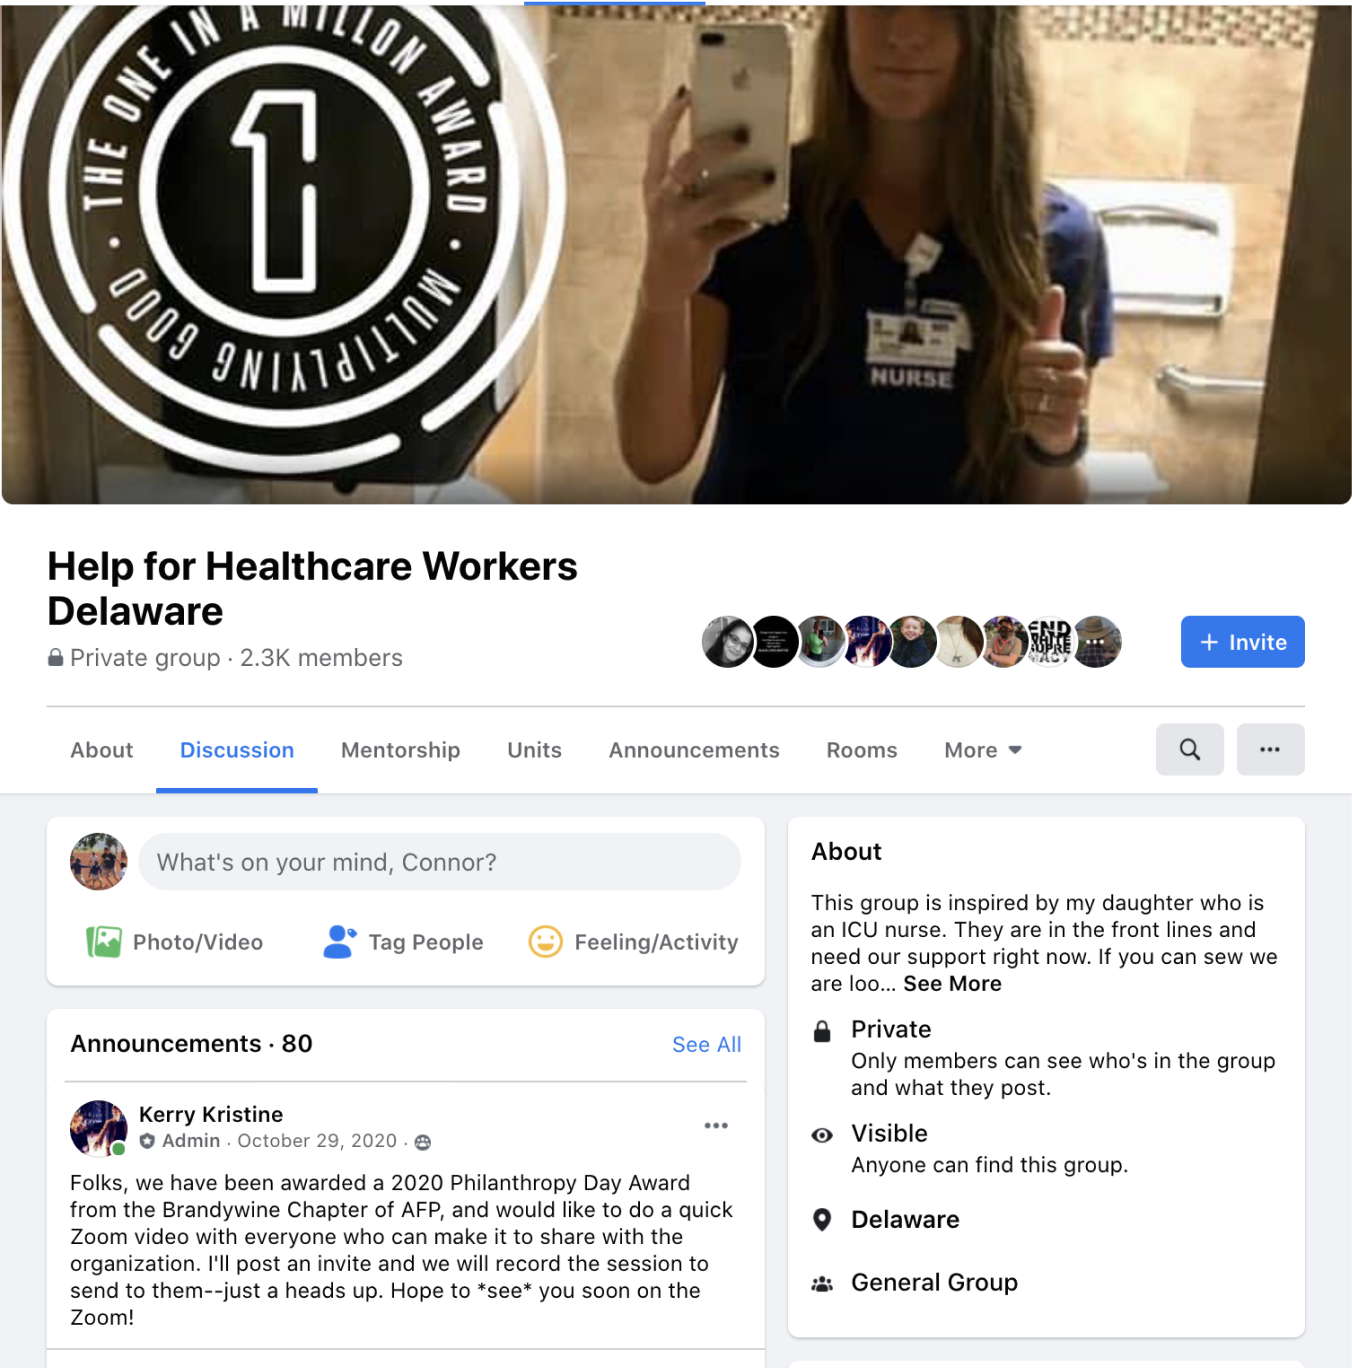 THE ONE IN A MILLON AWARD · MULTIPLYING GOOD ·
1
NURSE
Help for Healthcare Workers
Delaware
Private group · 2.3K members
END
WHITE
SUPRE
MACY
+ Invite
About
Discussion
Mentorship
Units
Announcements
Rooms
More
What's on your mind, Connor?
Photo/Video
Tag People
Feeling/Activity
Announcements · 80
See All
Kerry Kristine
Admin · October 29, 2020 ·
Folks, we have been awarded a 2020 Philanthropy Day Award
from the Brandywine Chapter of AFP, and would like to do a quick
Zoom video with everyone who can make it to share with the
organization. I'll post an invite and we will record the session to
send to them--just a heads up. Hope to *see* you soon on the
Zoom!
About
This group is inspired by my daughter who is
an ICU nurse. They are in the front lines and
need our support right now. If you can sew we
are loo... See More
Private
Only members can see who's in the group
and what they post.
Visible
Anyone can find this group.
Delaware
General Group